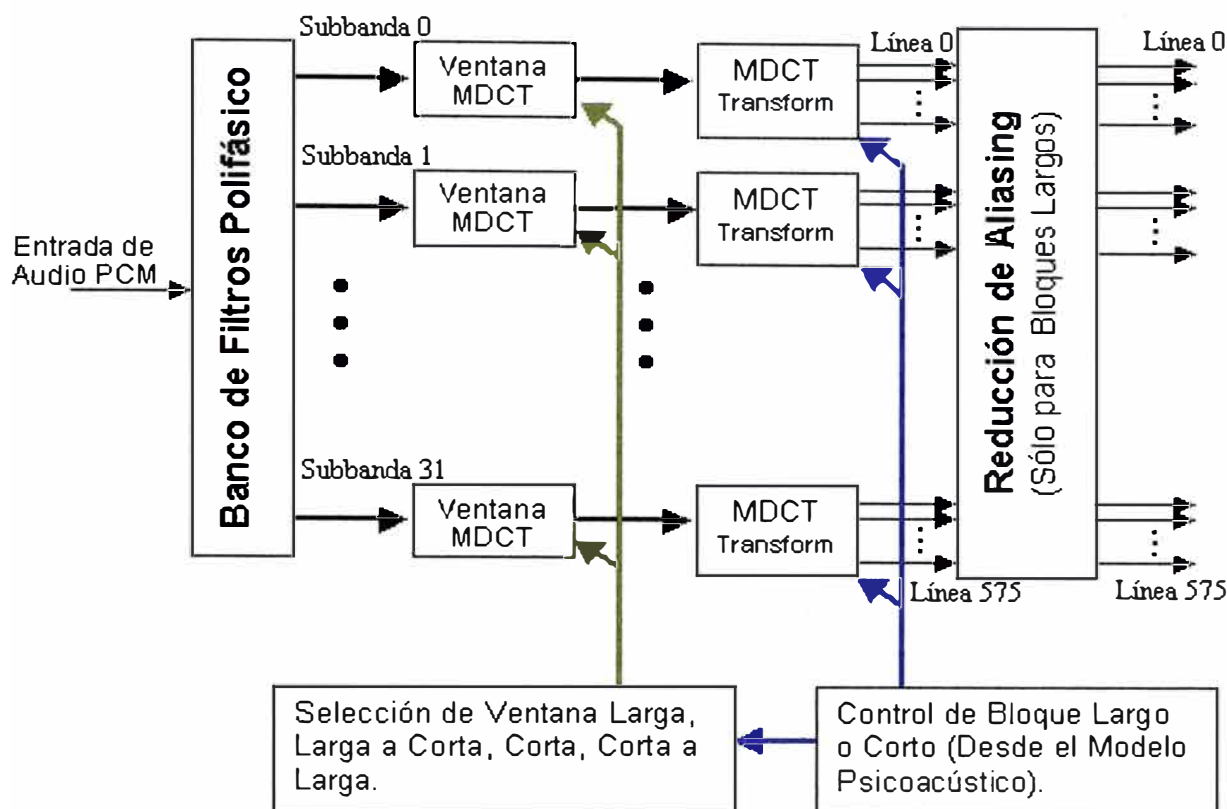 Entrada de
Audio PCM
Banco de Filtros Polifásico
Subbanda 0
Ventana
MDCT
MDCT
Transform
Línea 0
Línea 0
Subbanda 1
Ventana
MDCT
MDCT
Transform
Reducción de Aliasing
(Sólo para Bloques Largos)
Subbanda 31
Ventana
MDCT
MDCT
Transform
Línea 575
Línea 575
Selección de Ventana Larga,
Larga a Corta, Corta, Corta a
Larga.
Control de Bloque Largo
o Corto (Desde el Modelo
Psicoacústico).